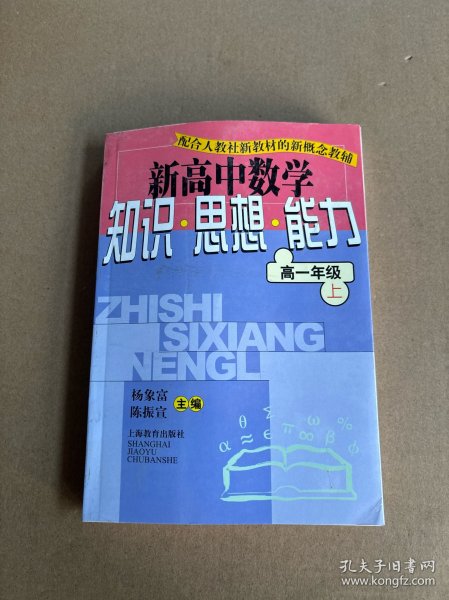 配合人教社新教材的新概念教辅
新高中数学
知识·思想·能力
高一年级
上
ZHISHI
SIXIANG
NENGLI
杨象富
陈振宣
主编
上海教育出版社
SHANGHAI
JIAOYU
CHUBANSHE
θ Σ π ∞ φ
α ≈ ∈ π ∞ β
孔夫子旧书网
www.kongfz.com